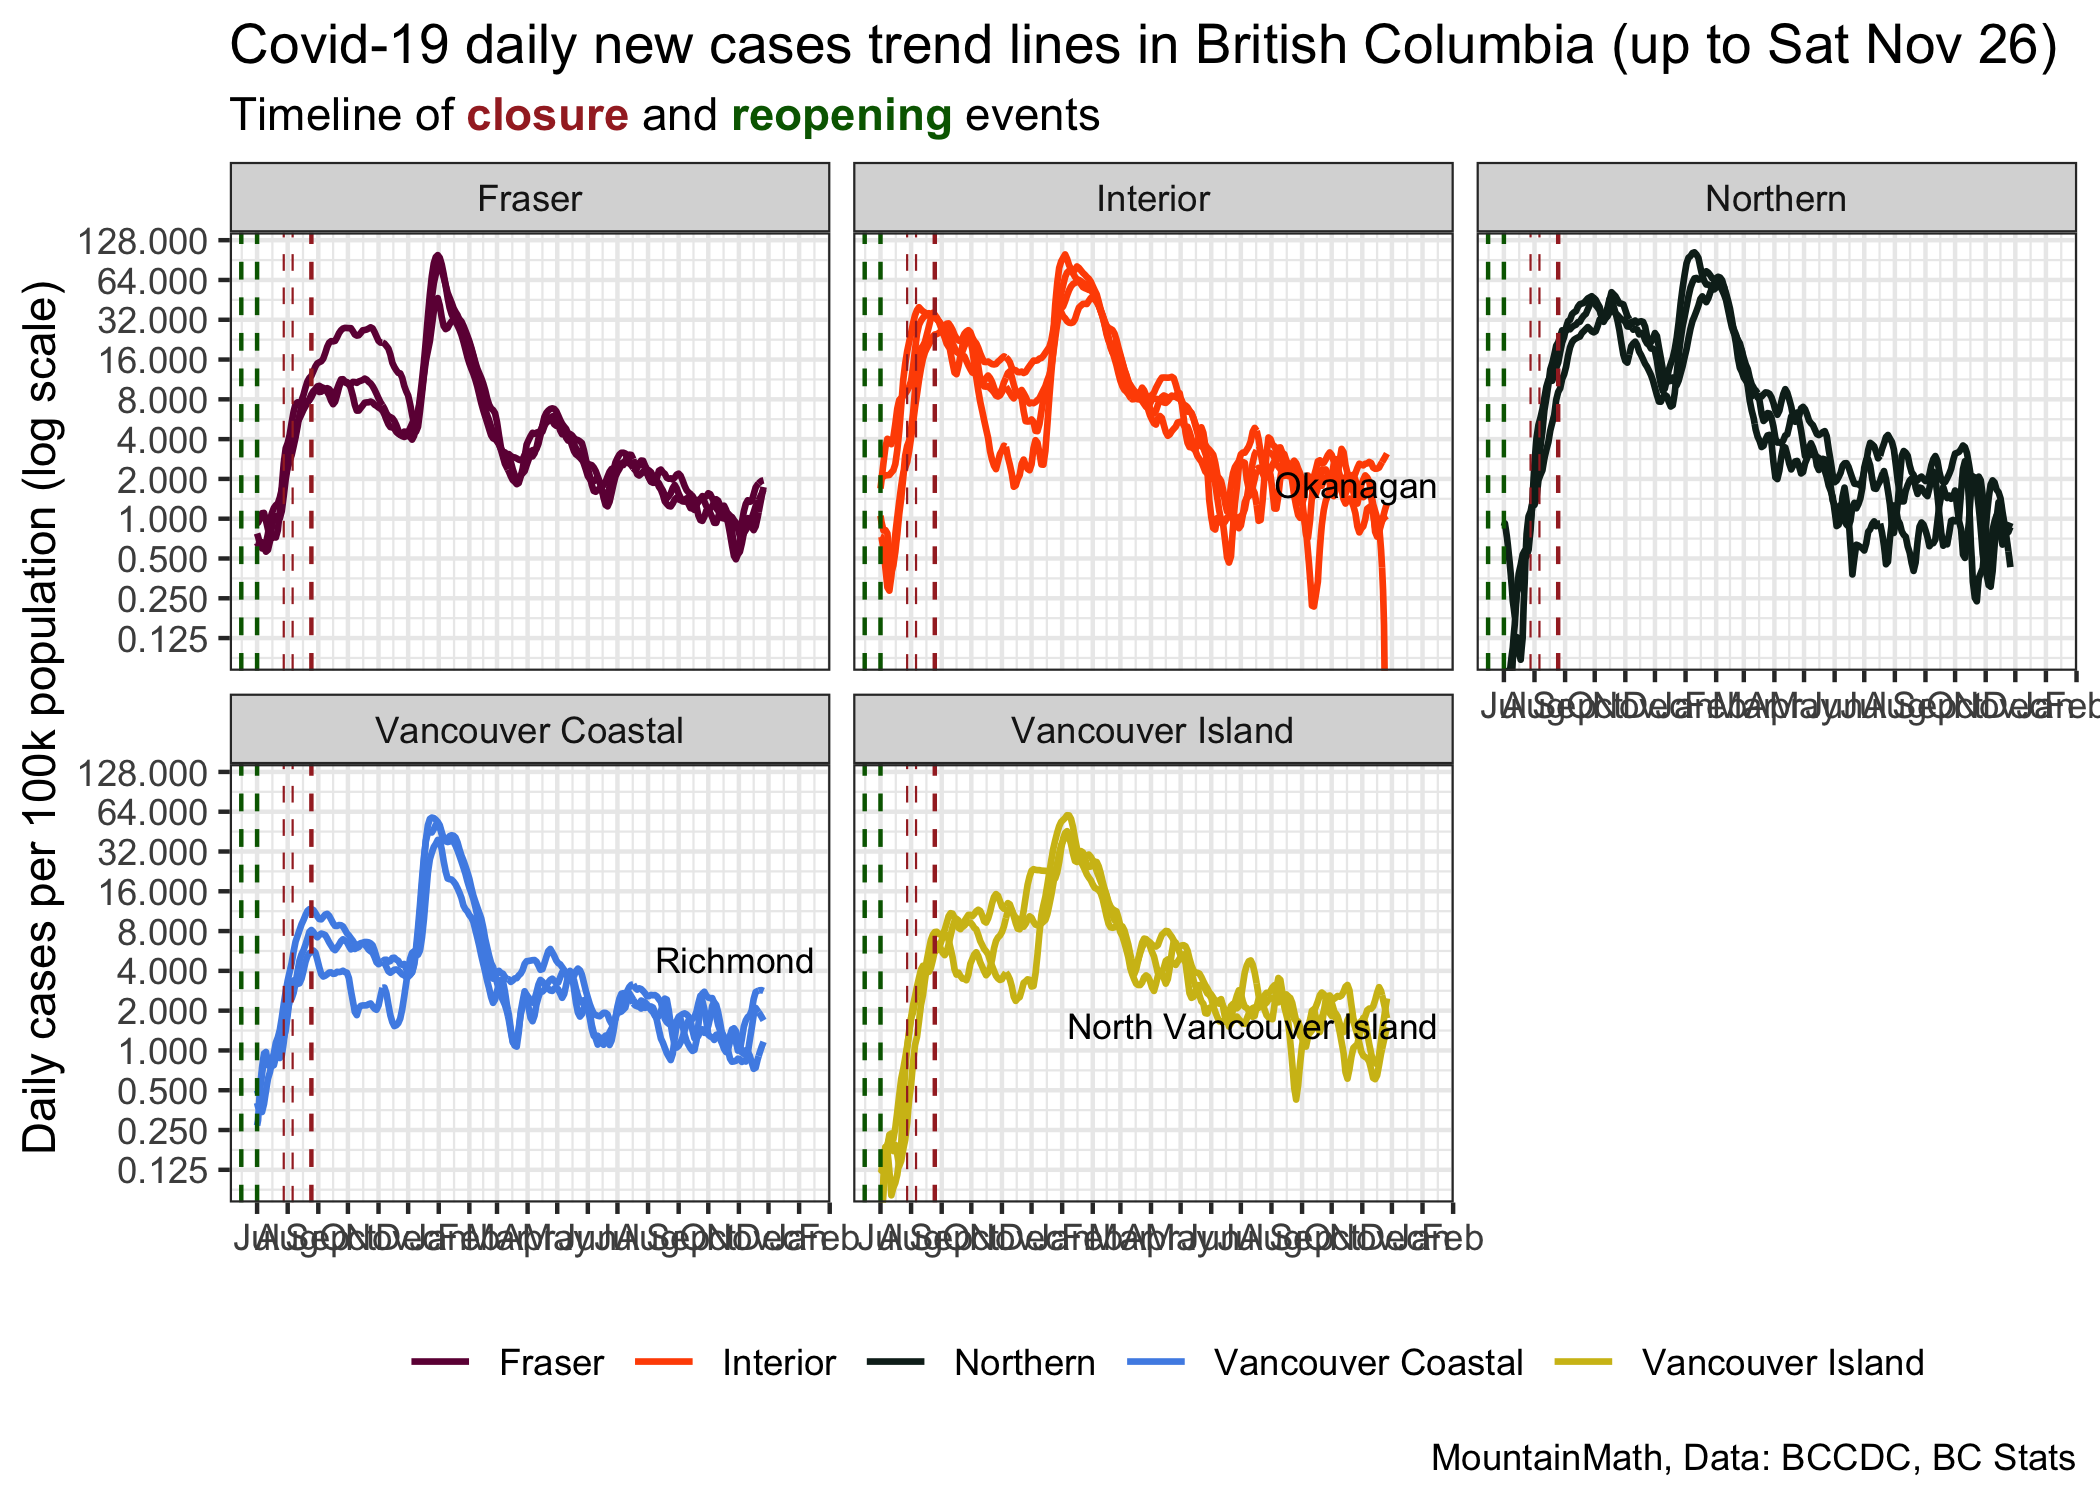 Covid-19 daily new cases trend lines in British Columbia (up to Sat Nov 26)
Timeline of closure and reopening events
Daily cases per 100k population (log scale)
Fraser
Interior
Northern
128.000
64.000
32.000
16.000
8.000
4.000
2.000
1.000
0.500
0.250
0.125
Okanagan
Vancouver Coastal
Vancouver Island
128.000
64.000
32.000
16.000
8.000
4.000
2.000
1.000
0.500
0.250
0.125
Richmond
North Vancouver Island
Fraser Interior Northern Vancouver Coastal Vancouver Island
MountainMath, Data: BCCDC, BC Stats